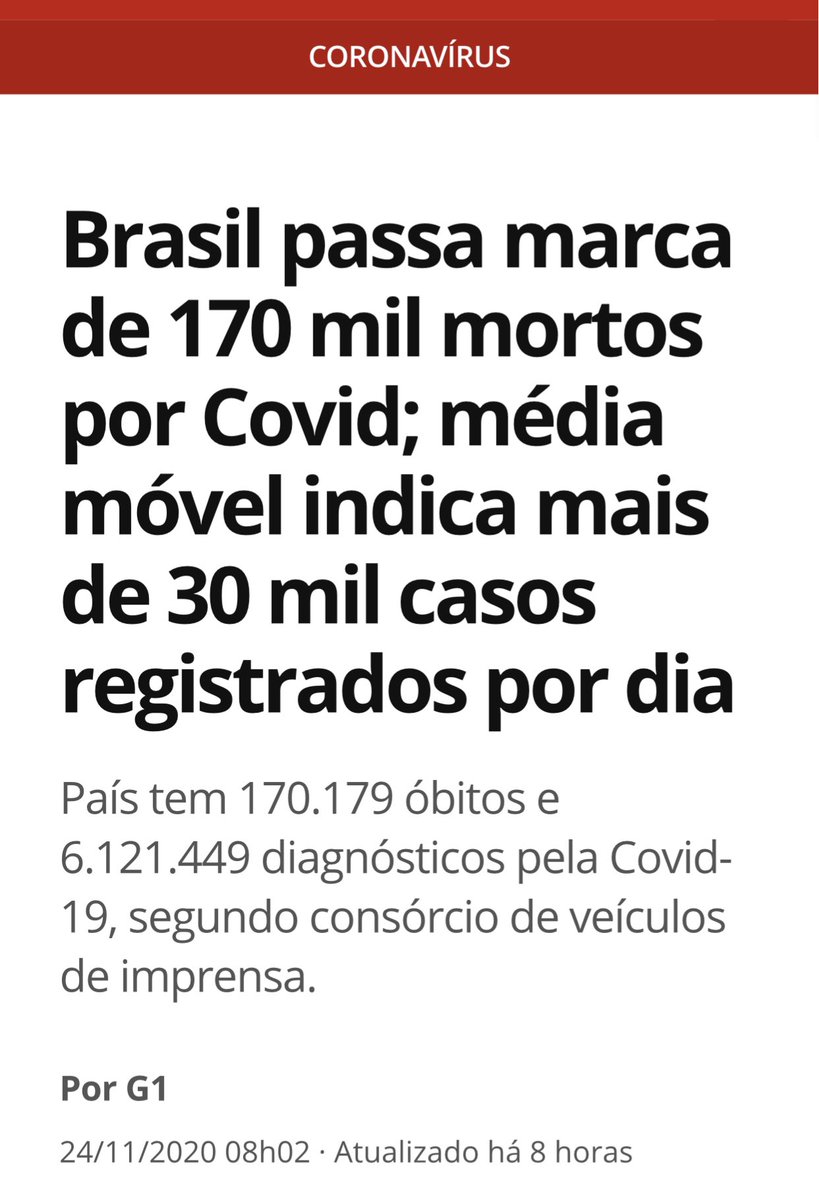 CORONAVÍRUS
Brasil passa marca
de 170 mil mortos
por Covid; média
móvel indica mais
de 30 mil casos
registrados por dia
País tem 170.179 óbitos e
6.121.449 diagnósticos pela Covid-
19, segundo consórcio de veículos
de imprensa.
Por G1
24/11/2020 08h02 · Atualizado há 8 horas